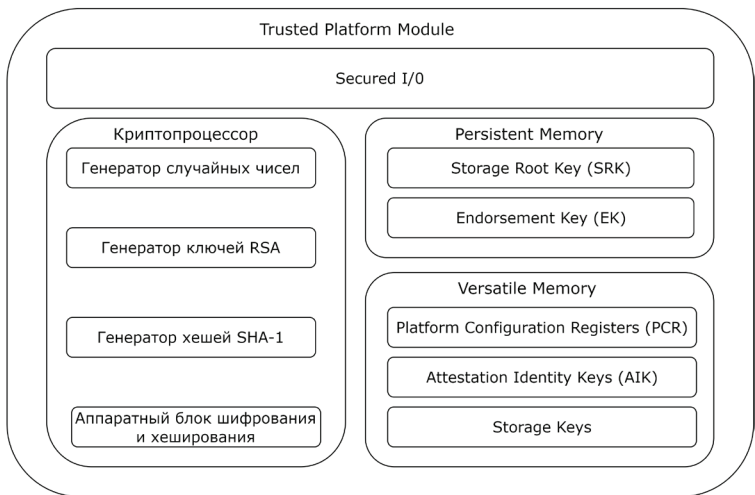 Trusted Platform Module
Secured I/0
Криптопроцессор
Генератор случайных чисел
Генератор ключей RSA
Генератор хешей SHA-1
Аппаратный блок шифрования
и хеширования
Persistent Memory
Storage Root Key (SRK)
Endorsement Key (EK)
Versatile Memory
Platform Configuration Registers (PCR)
Attestation Identity Keys (AIK)
Storage Keys